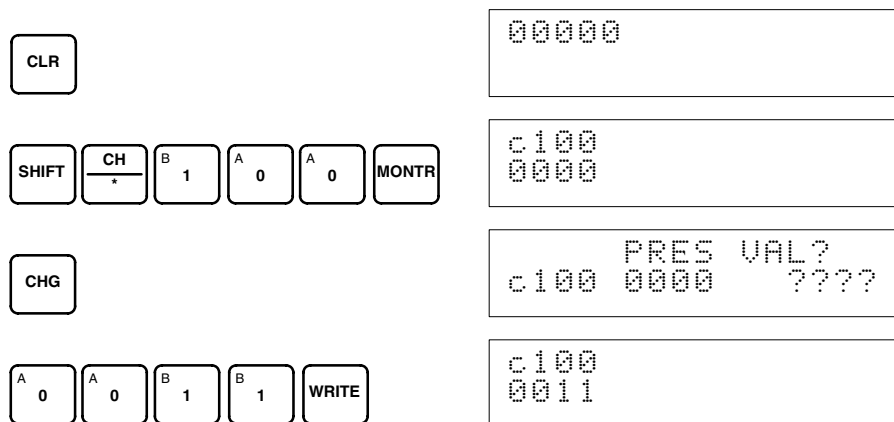 CLR
00000
SHIFT CH * B 1 A 0 A 0 MONTR
c100
0000
CHG
PRES VAL?
c100 0000 ????
A 0 A 0 B 1 B 1 WRITE
c100
0011